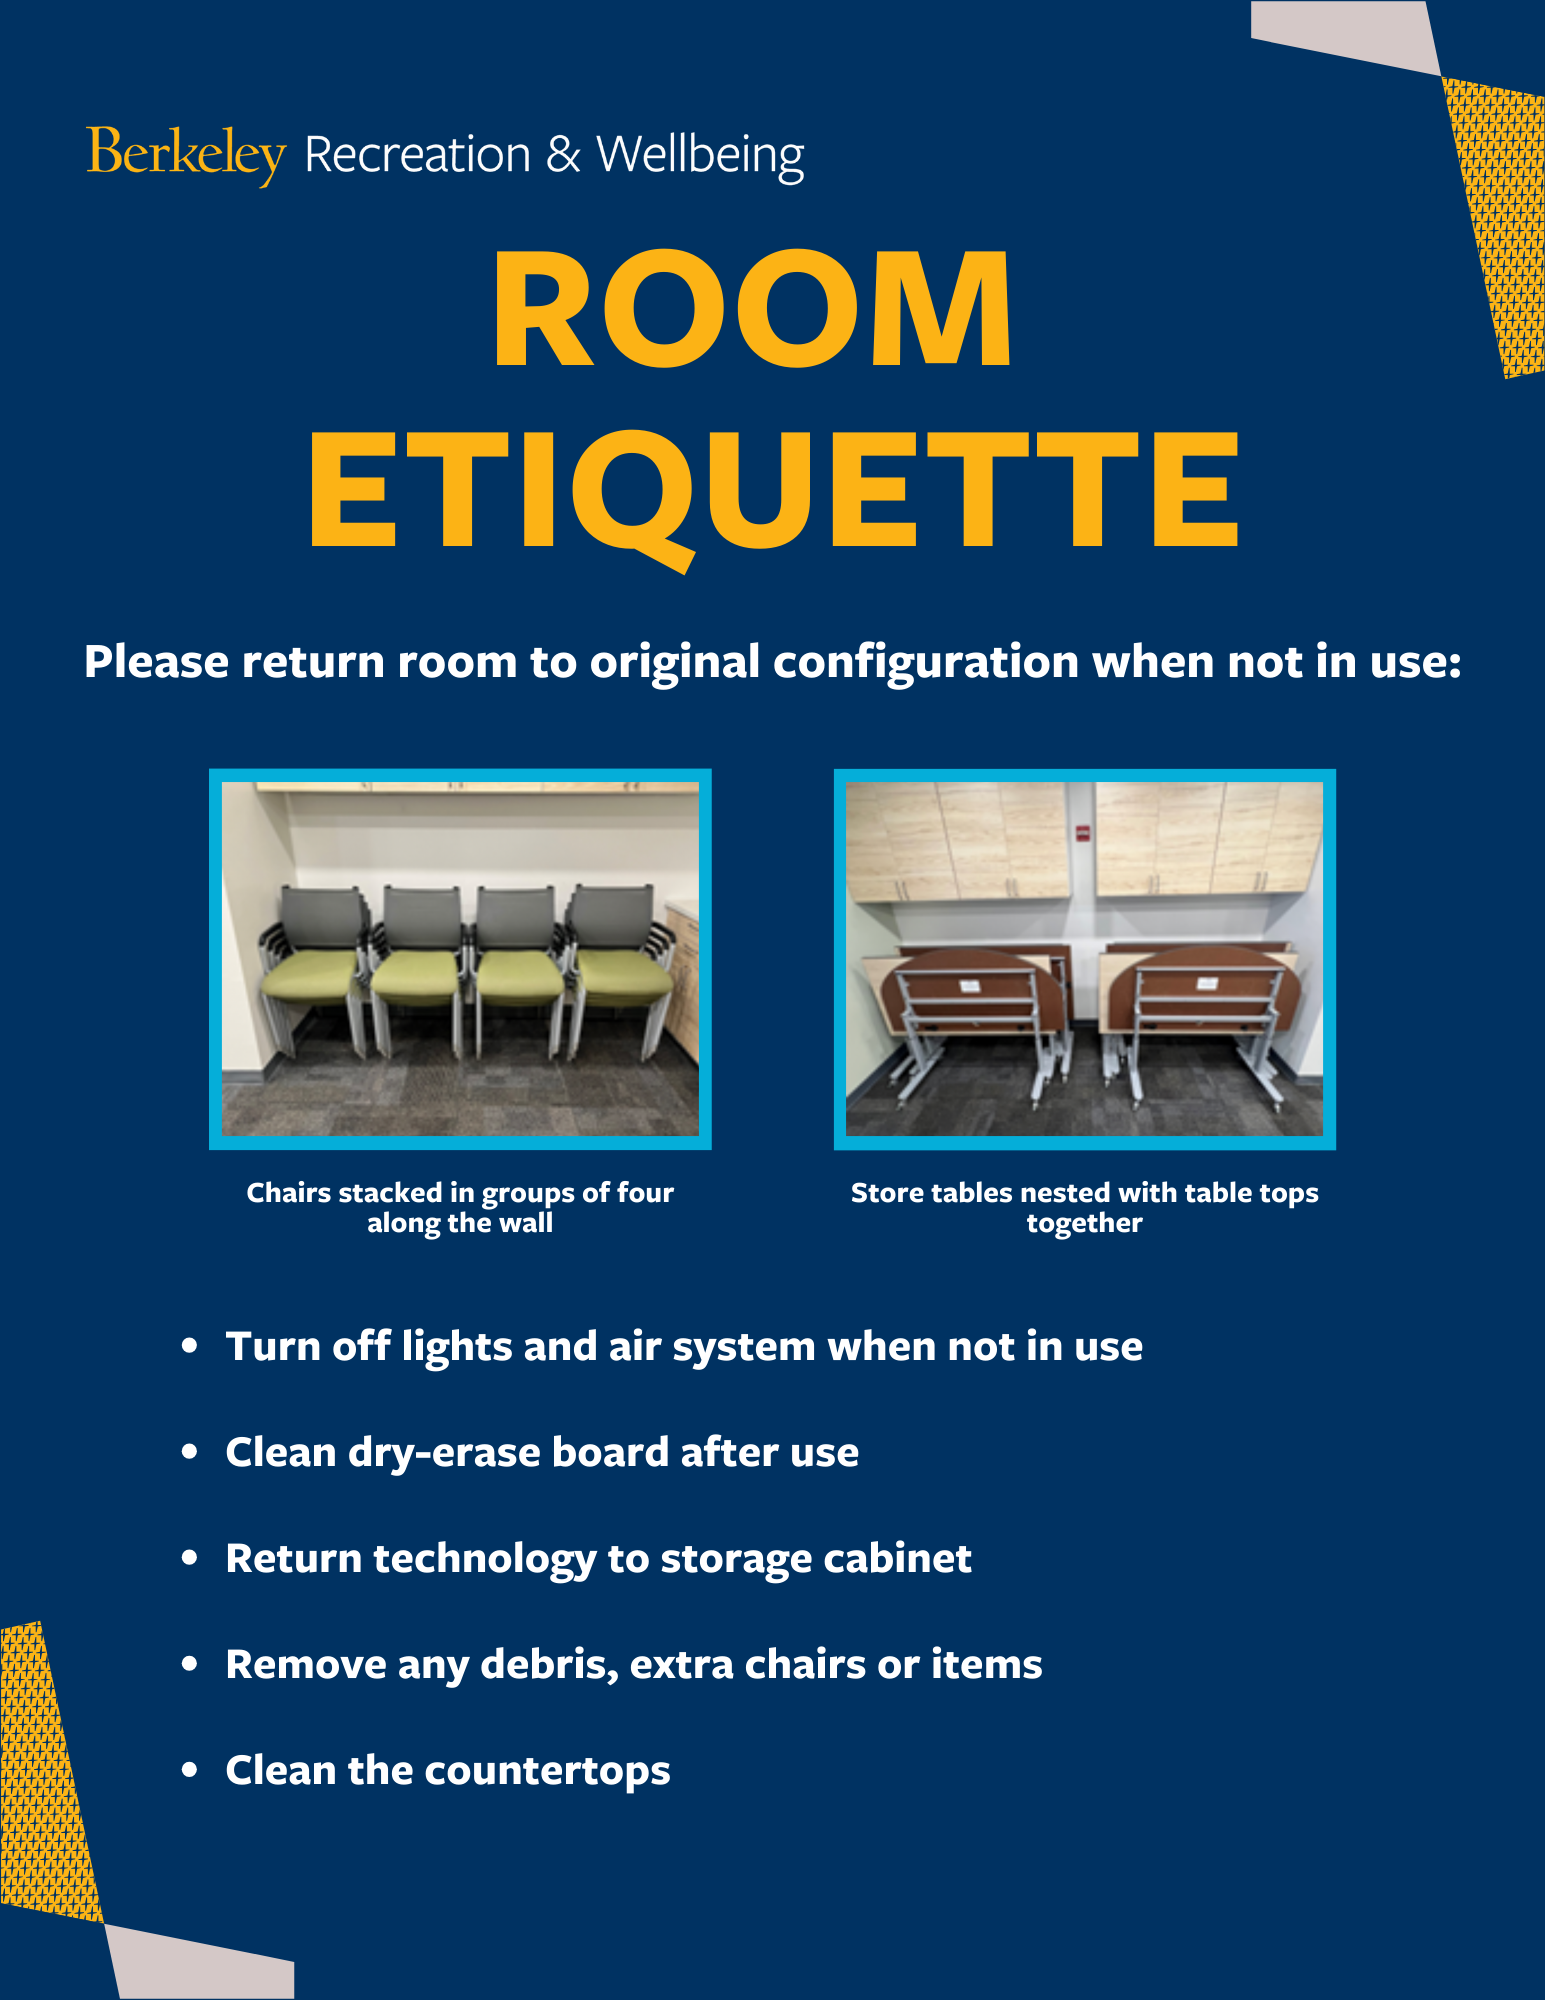 Berkeley Recreation & Wellbeing
ROOM
ETIQUETTE
Please return room to original configuration when not in use:
Chairs stacked in groups of four
along the wall
Store tables nested with table tops
together
• Turn off lights and air system when not in use
• Clean dry-erase board after use
• Return technology to storage cabinet
• Remove any debris, extra chairs or items
• Clean the countertops